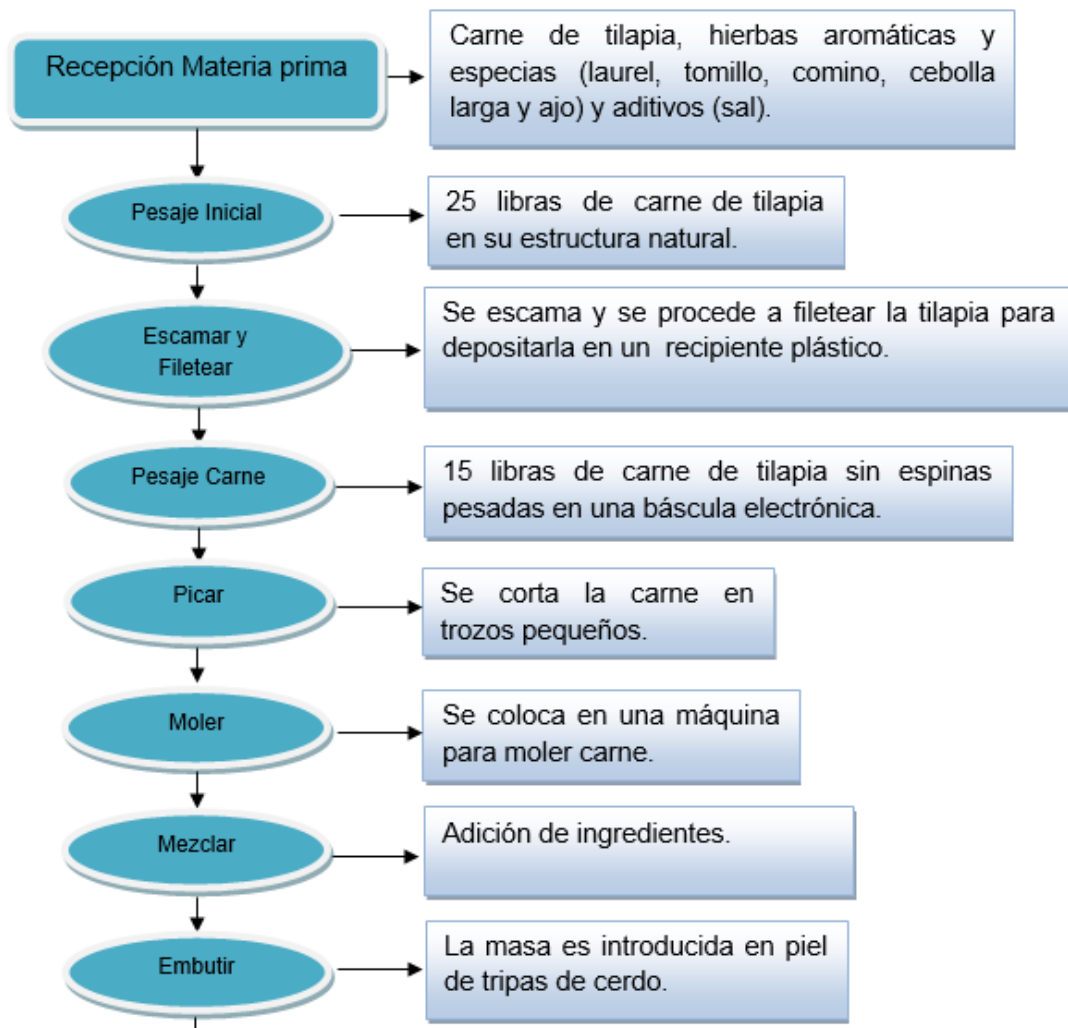 Recepción Materia prima
Carne de tilapia, hierbas aromáticas y
especias (laurel, tomillo, comino, cebolla
larga y ajo) y aditivos (sal).
Pesaje Inicial
25 libras de carne de tilapia
en su estructura natural.
Escamar y
Filetear
Se escama y se procede a filetear la tilapia para
depositarla en un recipiente plástico.
Pesaje Carne
15 libras de carne de tilapia sin espinas
pesadas en una báscula electrónica.
Picar
Se corta la carne en
trozos pequeños.
Moler
Se coloca en una máquina
para moler carne.
Mezclar
Adición de ingredientes.
Embutir
La masa es introducida en piel
de tripas de cerdo.